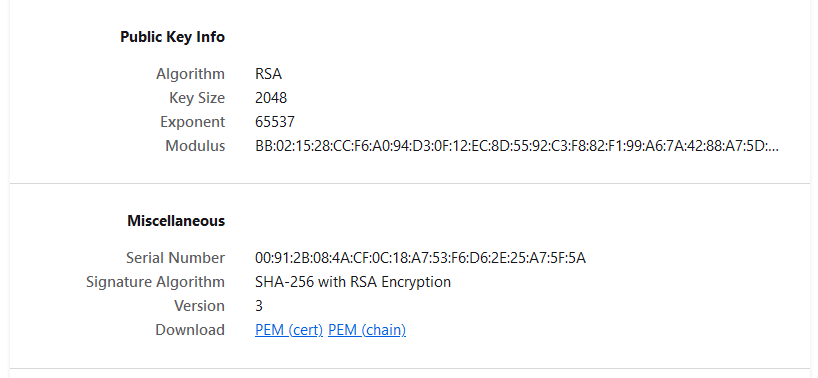 Public Key Info
Algorithm RSA
Key Size 2048
Exponent 65537
Modulus BB:02:15:28:CC:F6:A0:94:D3:0F:12:EC:8D:55:92:C3:F8:82:F1:99:A6:7A:42:88:A7:5D:...
Miscellaneous
Serial Number 00:91:2B:08:4A:CF:0C:18:A7:53:F6:D6:2E:25:A7:5F:5A
Signature Algorithm SHA-256 with RSA Encryption
Version 3
Download PEM (cert) PEM (chain)